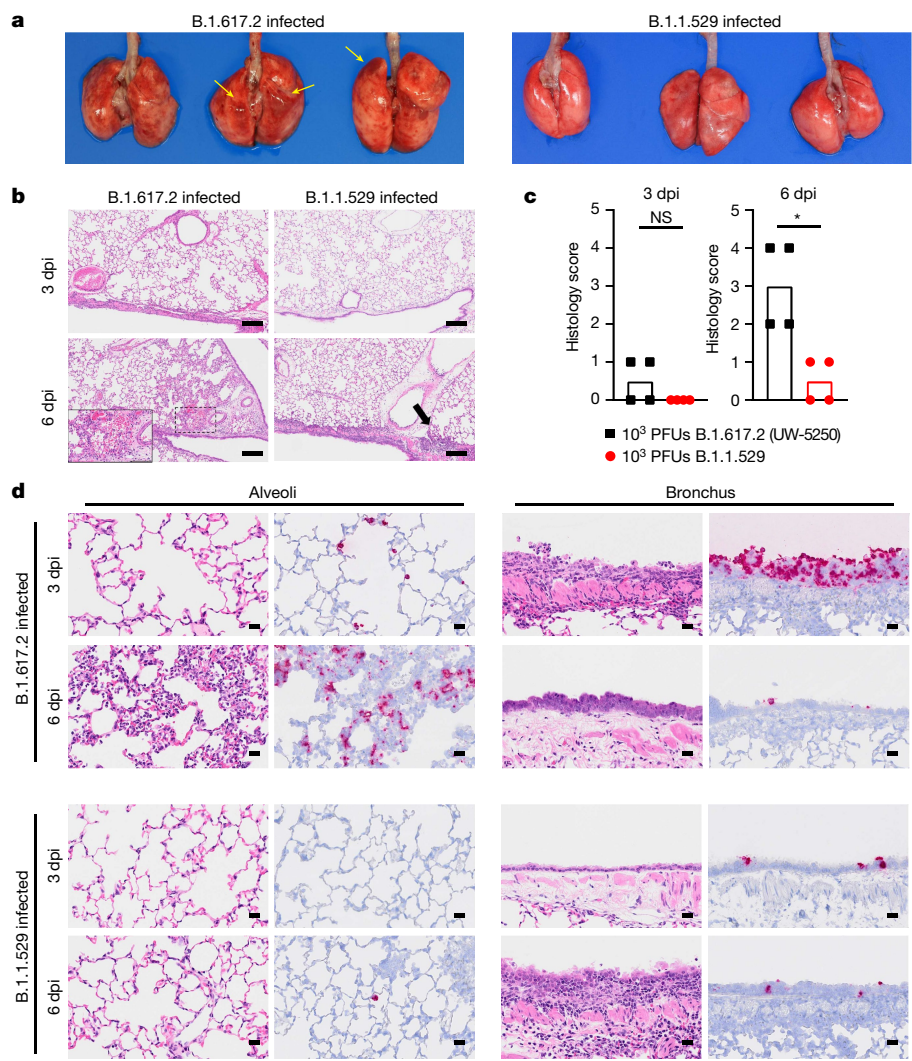 a
B.1.617.2 infected
B.1.1.529 infected
b
B.1.617.2 infected
B.1.1.529 infected
3 dpi
6 dpi
c
3 dpi
6 dpi
NS
*
Histology score
5
4
3
2
1
0
Histology score
5
4
3
2
1
0
10³ PFUs B.1.617.2 (UW-5250)
10³ PFUs B.1.1.529
d
Alveoli
Bronchus
B.1.617.2 infected
3 dpi
6 dpi
B.1.1.529 infected
3 dpi
6 dpi